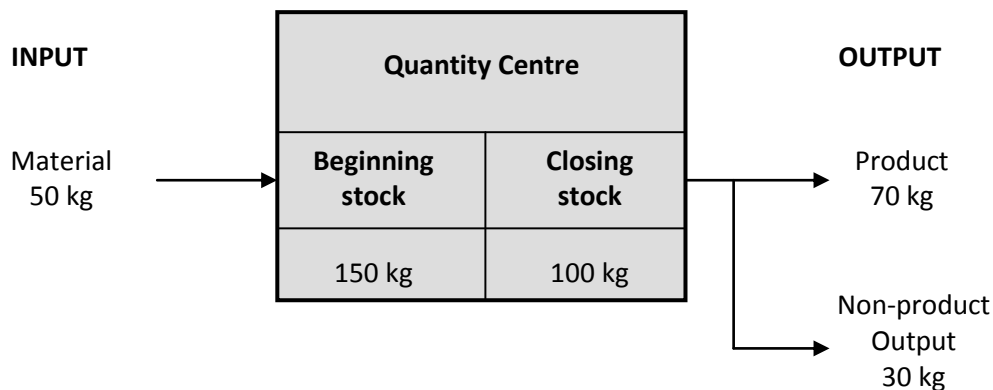 INPUT
Quantity Centre
OUTPUT
Material
50 kg
Beginning
stock
Closing
stock
150 kg
100 kg
Product
70 kg
Non-product
Output
30 kg